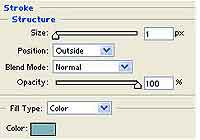 Stroke
Structure
Size: 1 px
Position: Outside
Blend Mode: Normal
Opacity: 100 %
Fill Type: Color
Color: